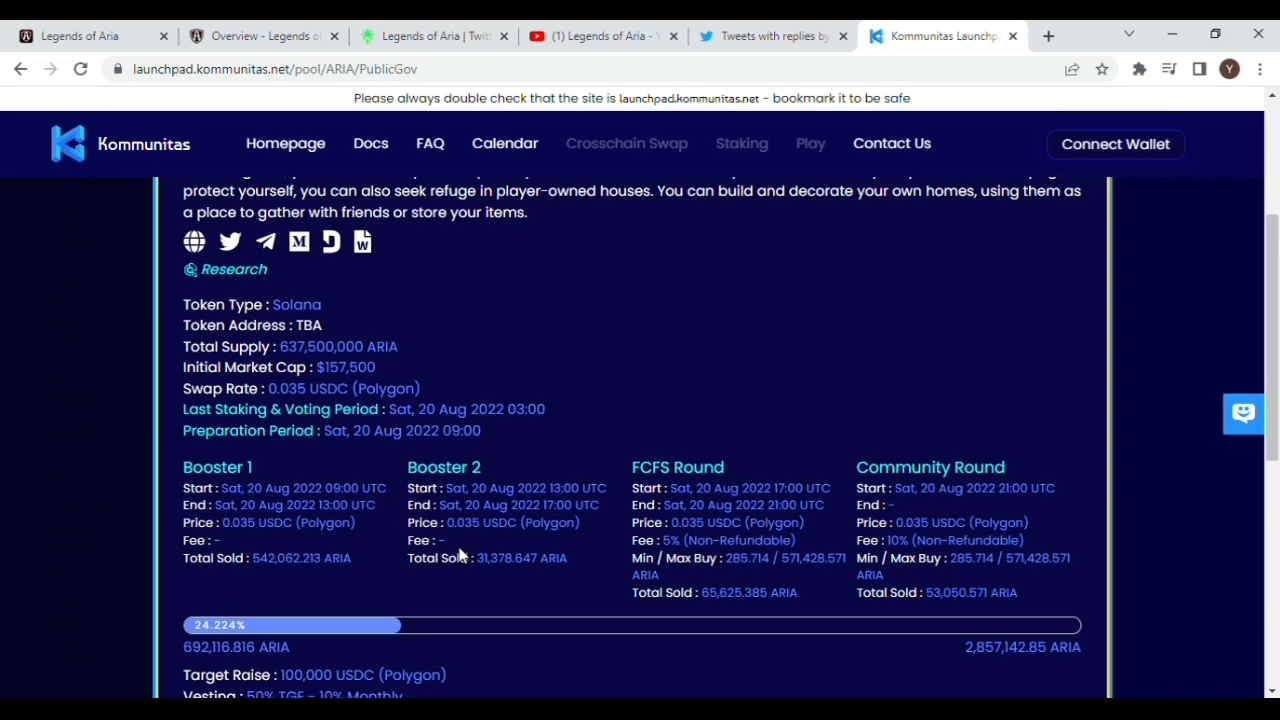 Legends of Aria
Overview - Legends o
Legends of Aria | Twit
(1) Legends of Aria -
Tweets with replies by
Kommunitas Launchp
launchpad.kommunitas.net/pool/ARIA/PublicGov
Y
Please always double check that the site is launchpad.kommunitas.net - bookmark it to be safe
Kommunitas
Homepage
Docs
FAQ
Calendar
Crosschain Swap
Staking
Play
Contact Us
Connect Wallet
protect yourself, you can also seek refuge in player-owned houses. You can build and decorate your own homes, using them as
a place to gather with friends or store your items.
Research
Token Type : Solana
Token Address : TBA
Total Supply : 637,500,000 ARIA
Initial Market Cap : $157,500
Swap Rate : 0.035 USDC (Polygon)
Last Staking & Voting Period : Sat, 20 Aug 2022 03:00
Preparation Period : Sat, 20 Aug 2022 09:00
Booster 1
Start : Sat, 20 Aug 2022 09:00 UTC
End : Sat, 20 Aug 2022 13:00 UTC
Price : 0.035 USDC (Polygon)
Fee : -
Total Sold : 542,062.213 ARIA
Booster 2
Start : Sat, 20 Aug 2022 13:00 UTC
End : Sat, 20 Aug 2022 17:00 UTC
Price : 0.035 USDC (Polygon)
Fee : -
Total Sold : 31,378.647 ARIA
FCFS Round
Start : Sat, 20 Aug 2022 17:00 UTC
End : Sat, 20 Aug 2022 21:00 UTC
Price : 0.035 USDC (Polygon)
Fee : 5% (Non-Refundable)
Min / Max Buy : 285.714 / 571,428.571
ARIA
Total Sold : 65,625.385 ARIA
Community Round
Start : Sat, 20 Aug 2022 21:00 UTC
End : -
Price : 0.035 USDC (Polygon)
Fee : 10% (Non-Refundable)
Min / Max Buy : 285.714 / 571,428.571
ARIA
Total Sold : 53,050.571 ARIA
24.224%
692,116.816 ARIA
2,857,142.85 ARIA
Target Raise : 100,000 USDC (Polygon)
Vesting : 50% TGE - 10% Monthly